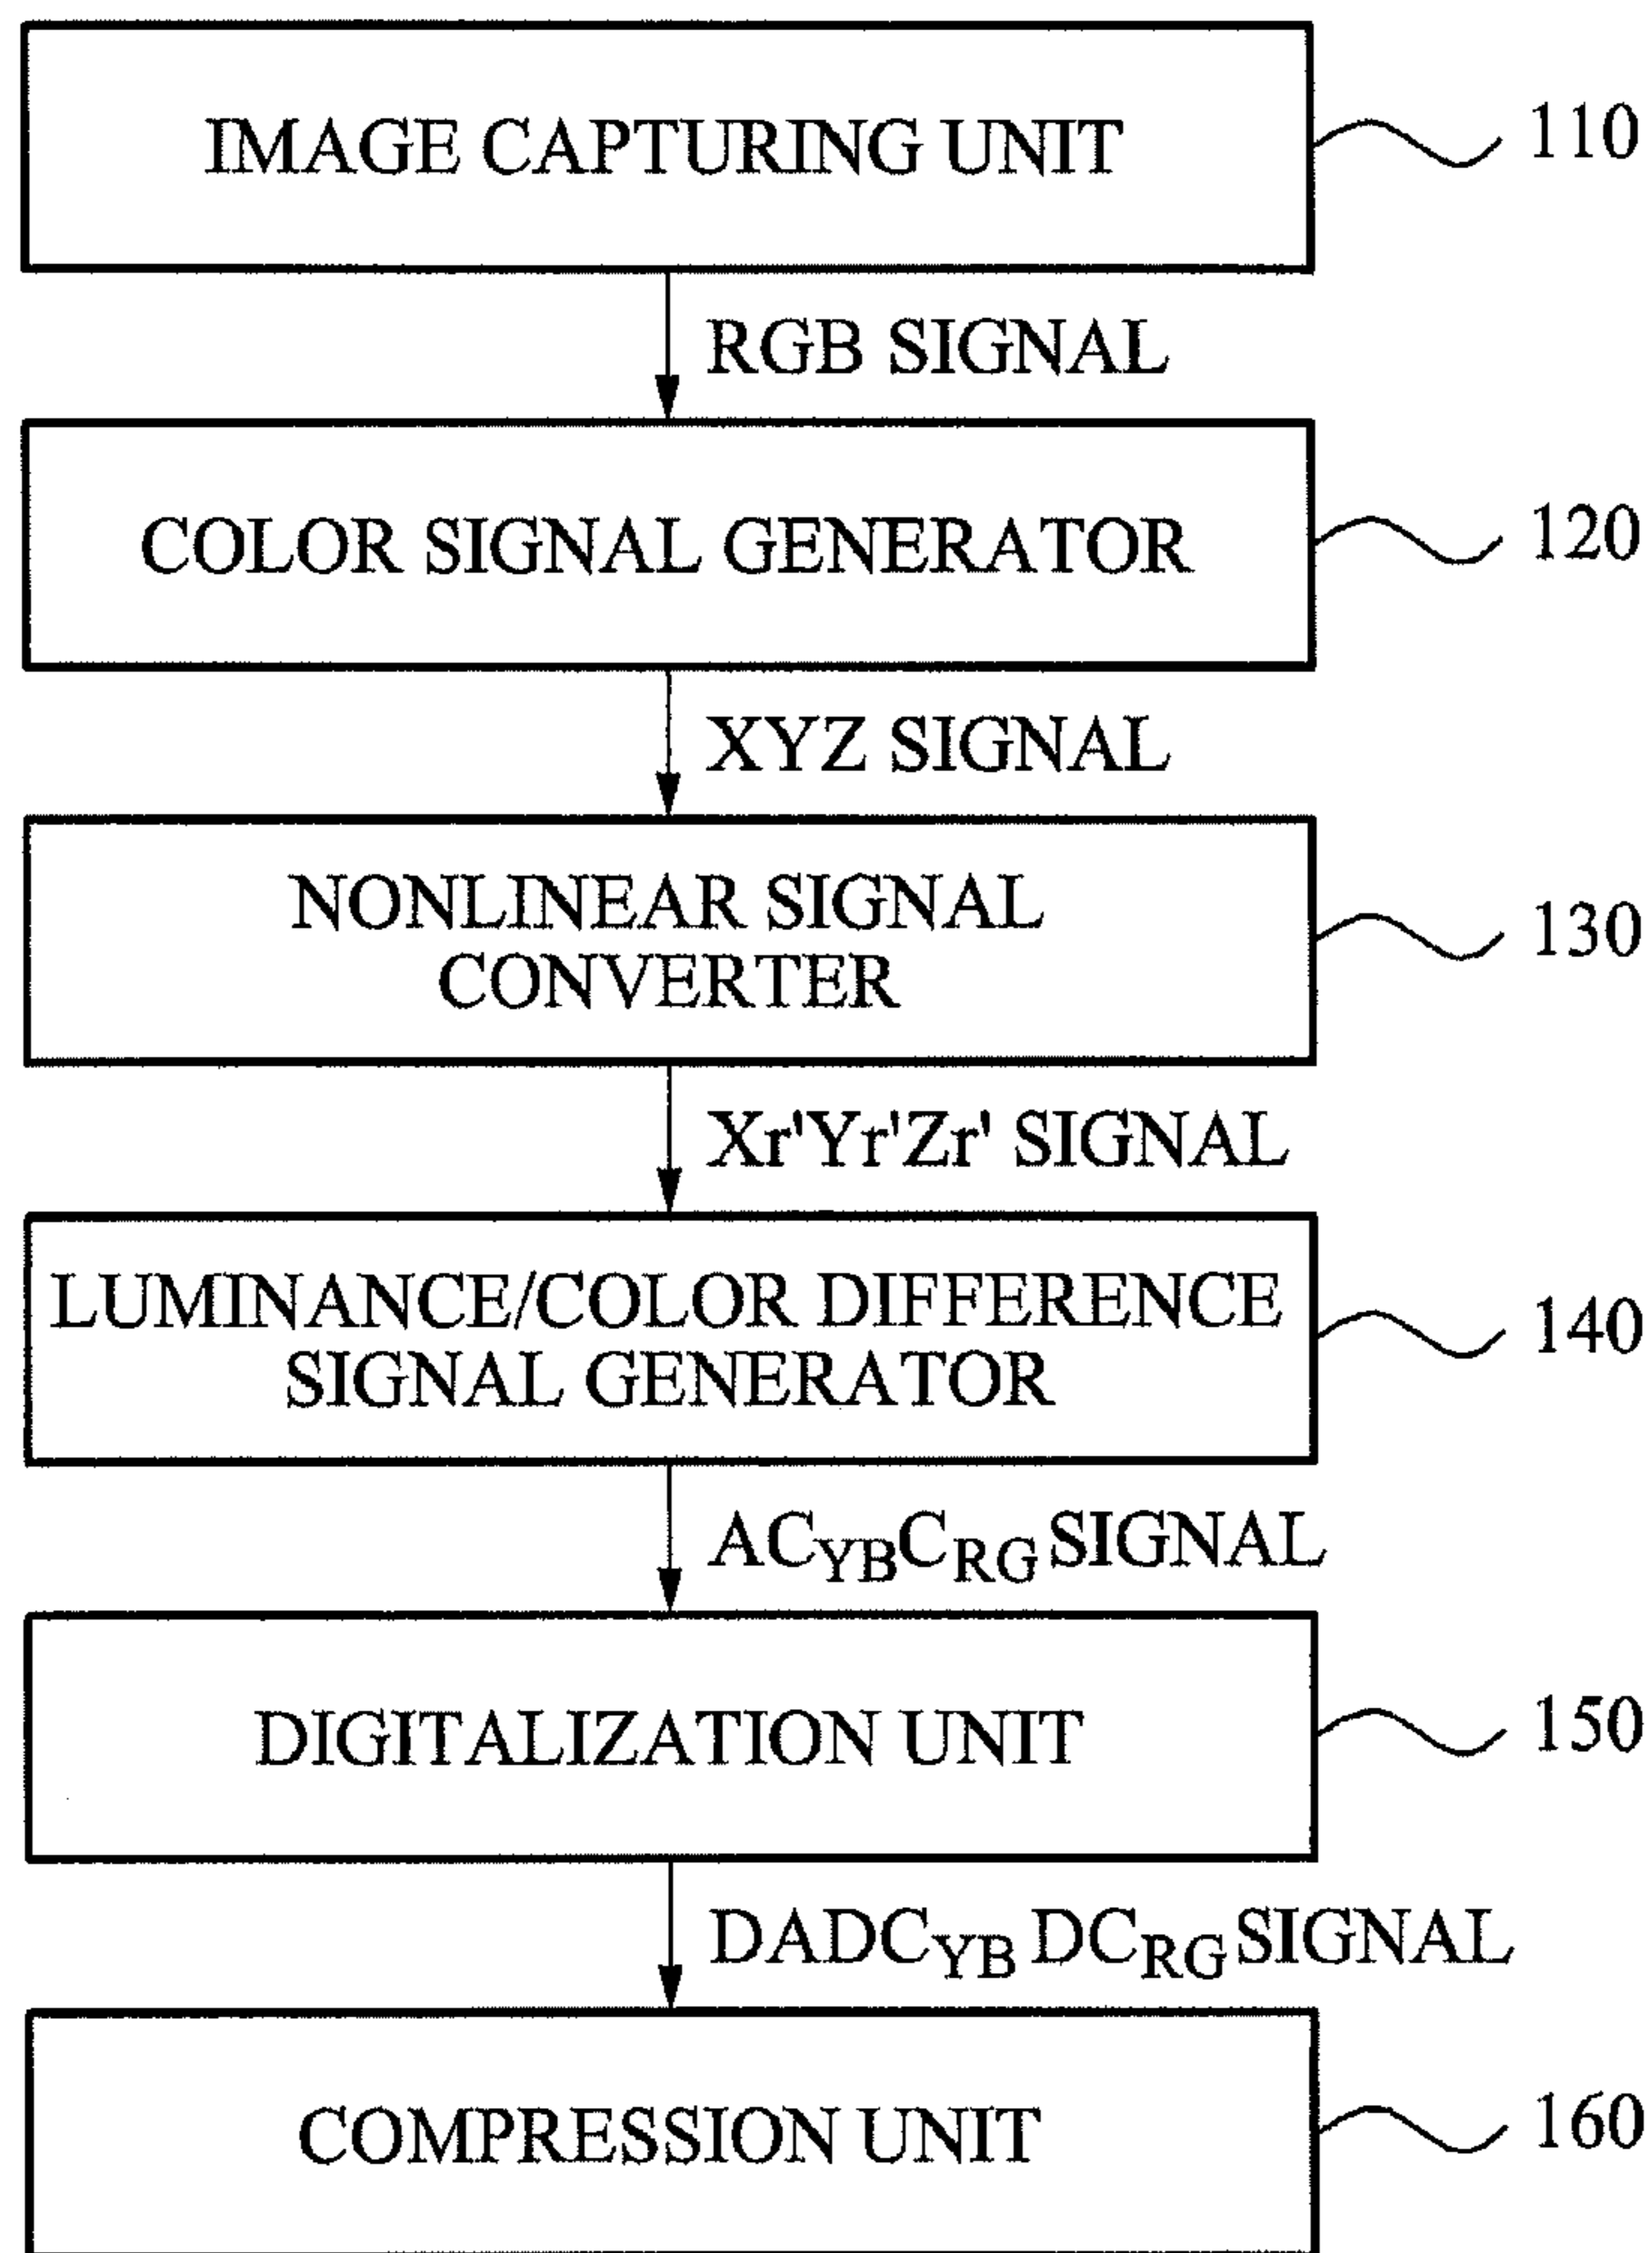 IMAGE CAPTURING UNIT
110
RGB SIGNAL
COLOR SIGNAL GENERATOR
120
XYZ SIGNAL
NONLINEAR SIGNAL
CONVERTER
130
Xr'Yr'Zr' SIGNAL
LUMINANCE/COLOR DIFFERENCE
SIGNAL GENERATOR
140
ACYBCRG SIGNAL
DIGITALIZATION UNIT
150
DADCYB DCRG SIGNAL
COMPRESSION UNIT
160